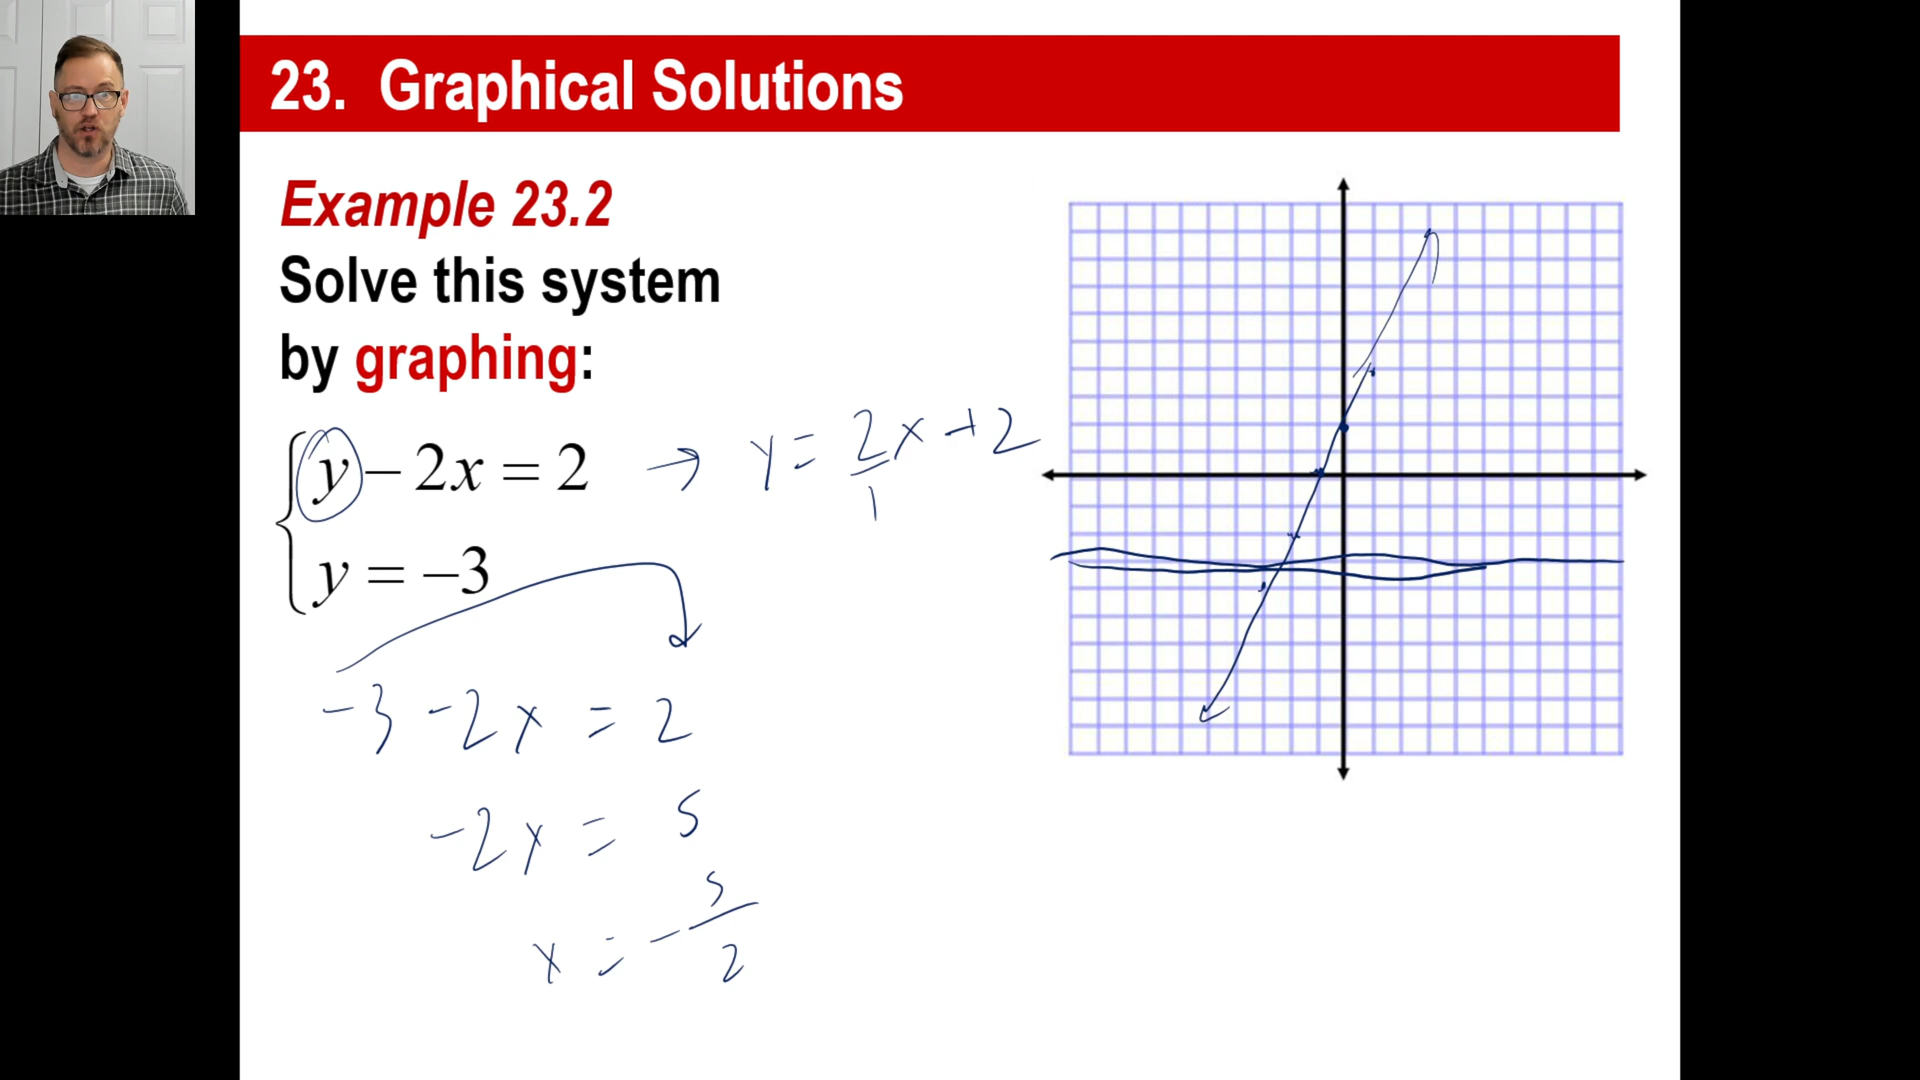 23. Graphical Solutions
Example 23.2
Solve this system
by graphing:
y − 2x = 2 → y = 2/1 x + 2
y = −3
-3 -2x = 2
-2x = 5
x = - 5/2